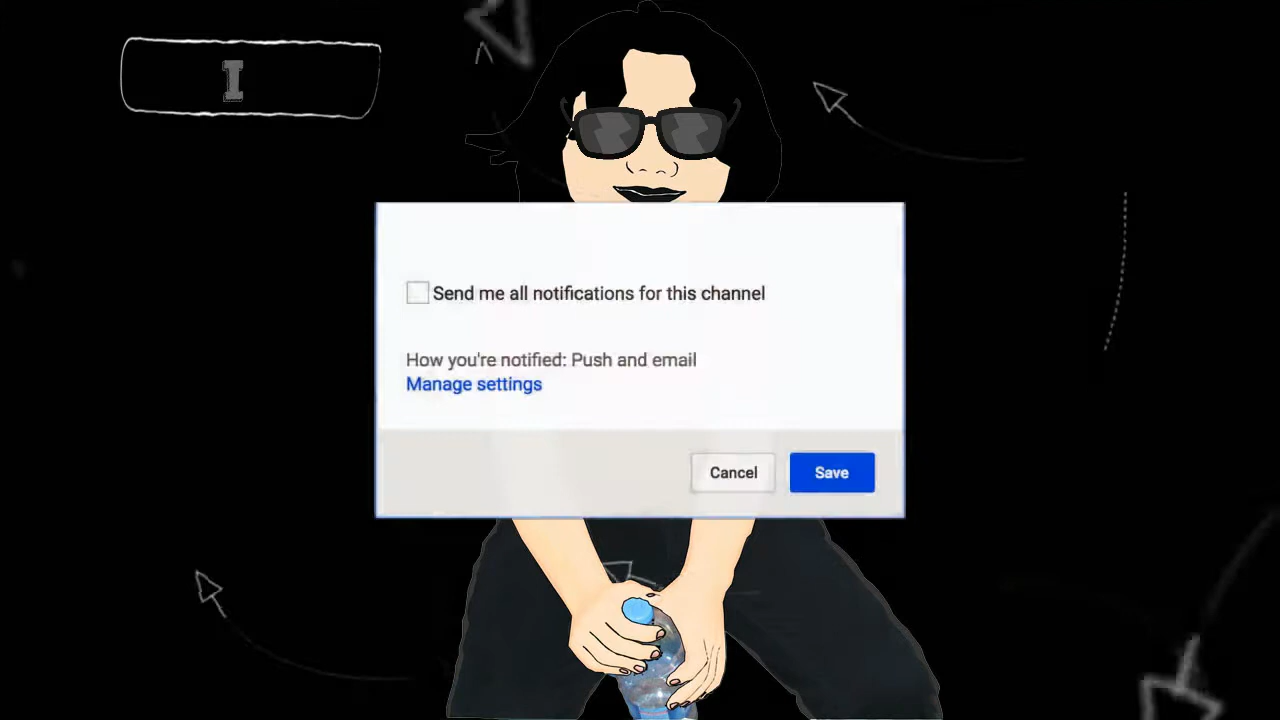 I
Send me all notifications for this channel
How you're notified: Push and email
Manage settings
Cancel
Save